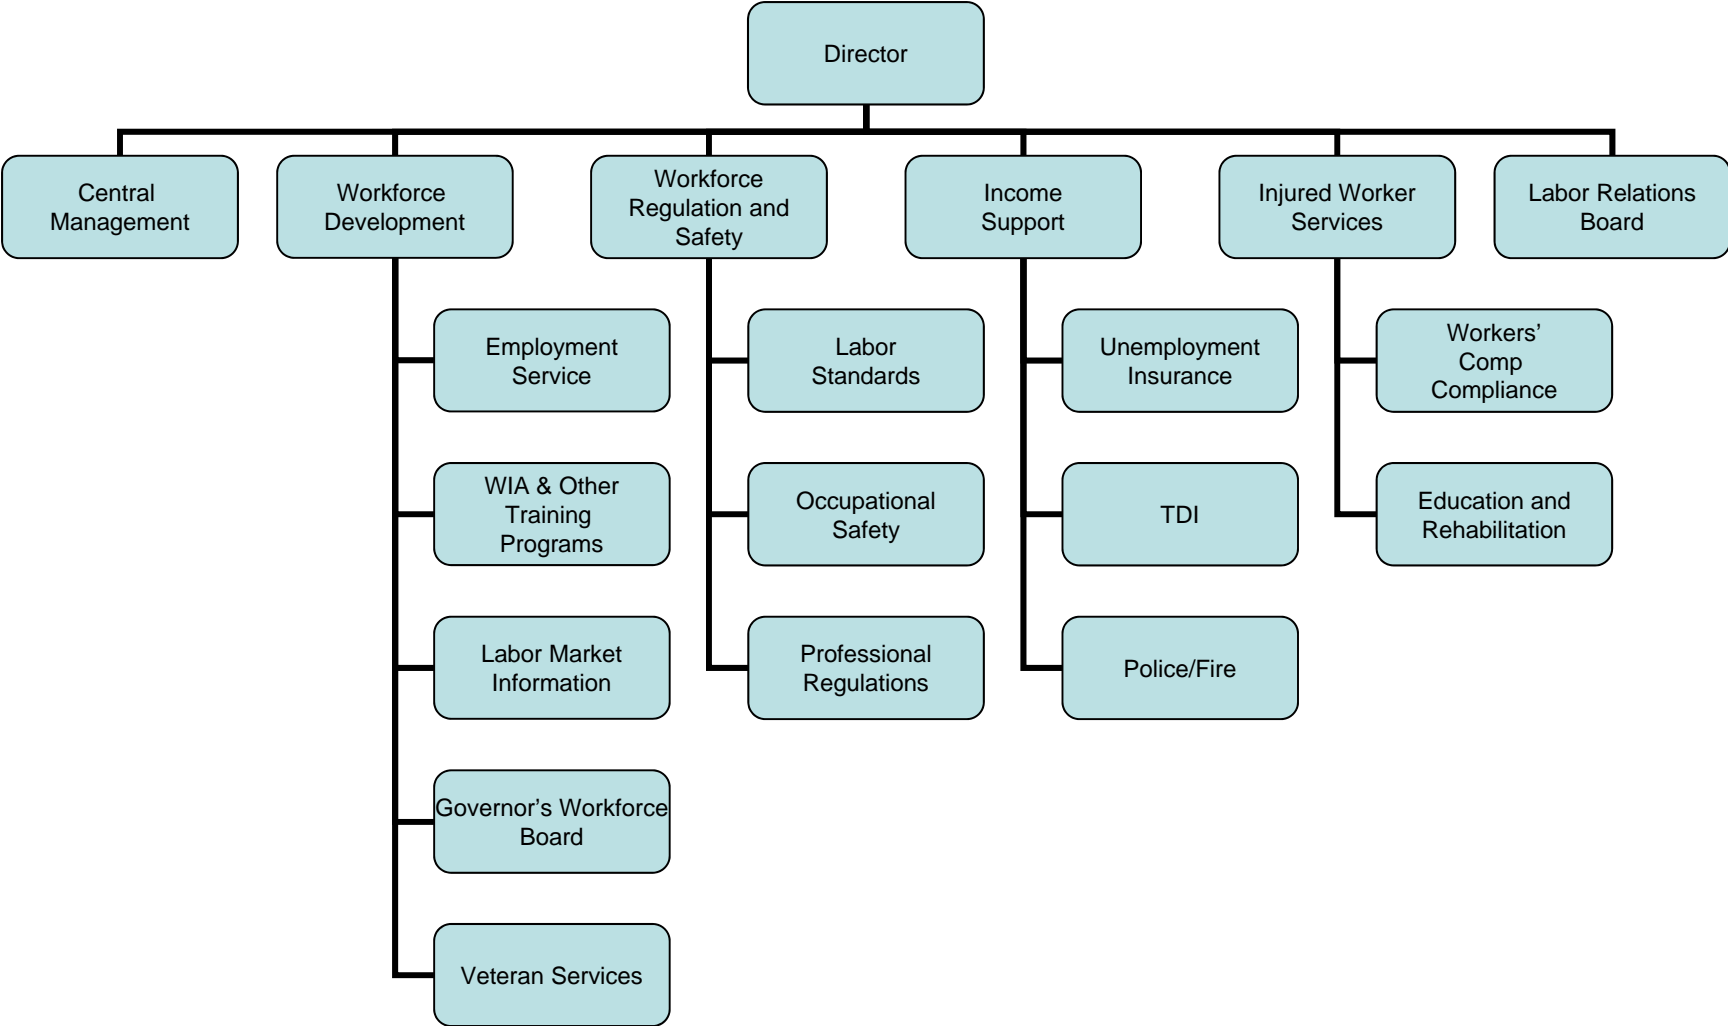 Director
Central
Management
Workforce
Development
Workforce
Regulation and
Safety
Income
Support
Injured Worker
Services
Labor Relations
Board
Employment
Service
Labor
Standards
Unemployment
Insurance
Workers’
Comp
Compliance
WIA & Other
Training
Programs
Occupational
Safety
TDI
Education and
Rehabilitation
Labor Market
Information
Professional
Regulations
Police/Fire
Governor’s Workforce
Board
Veteran Services